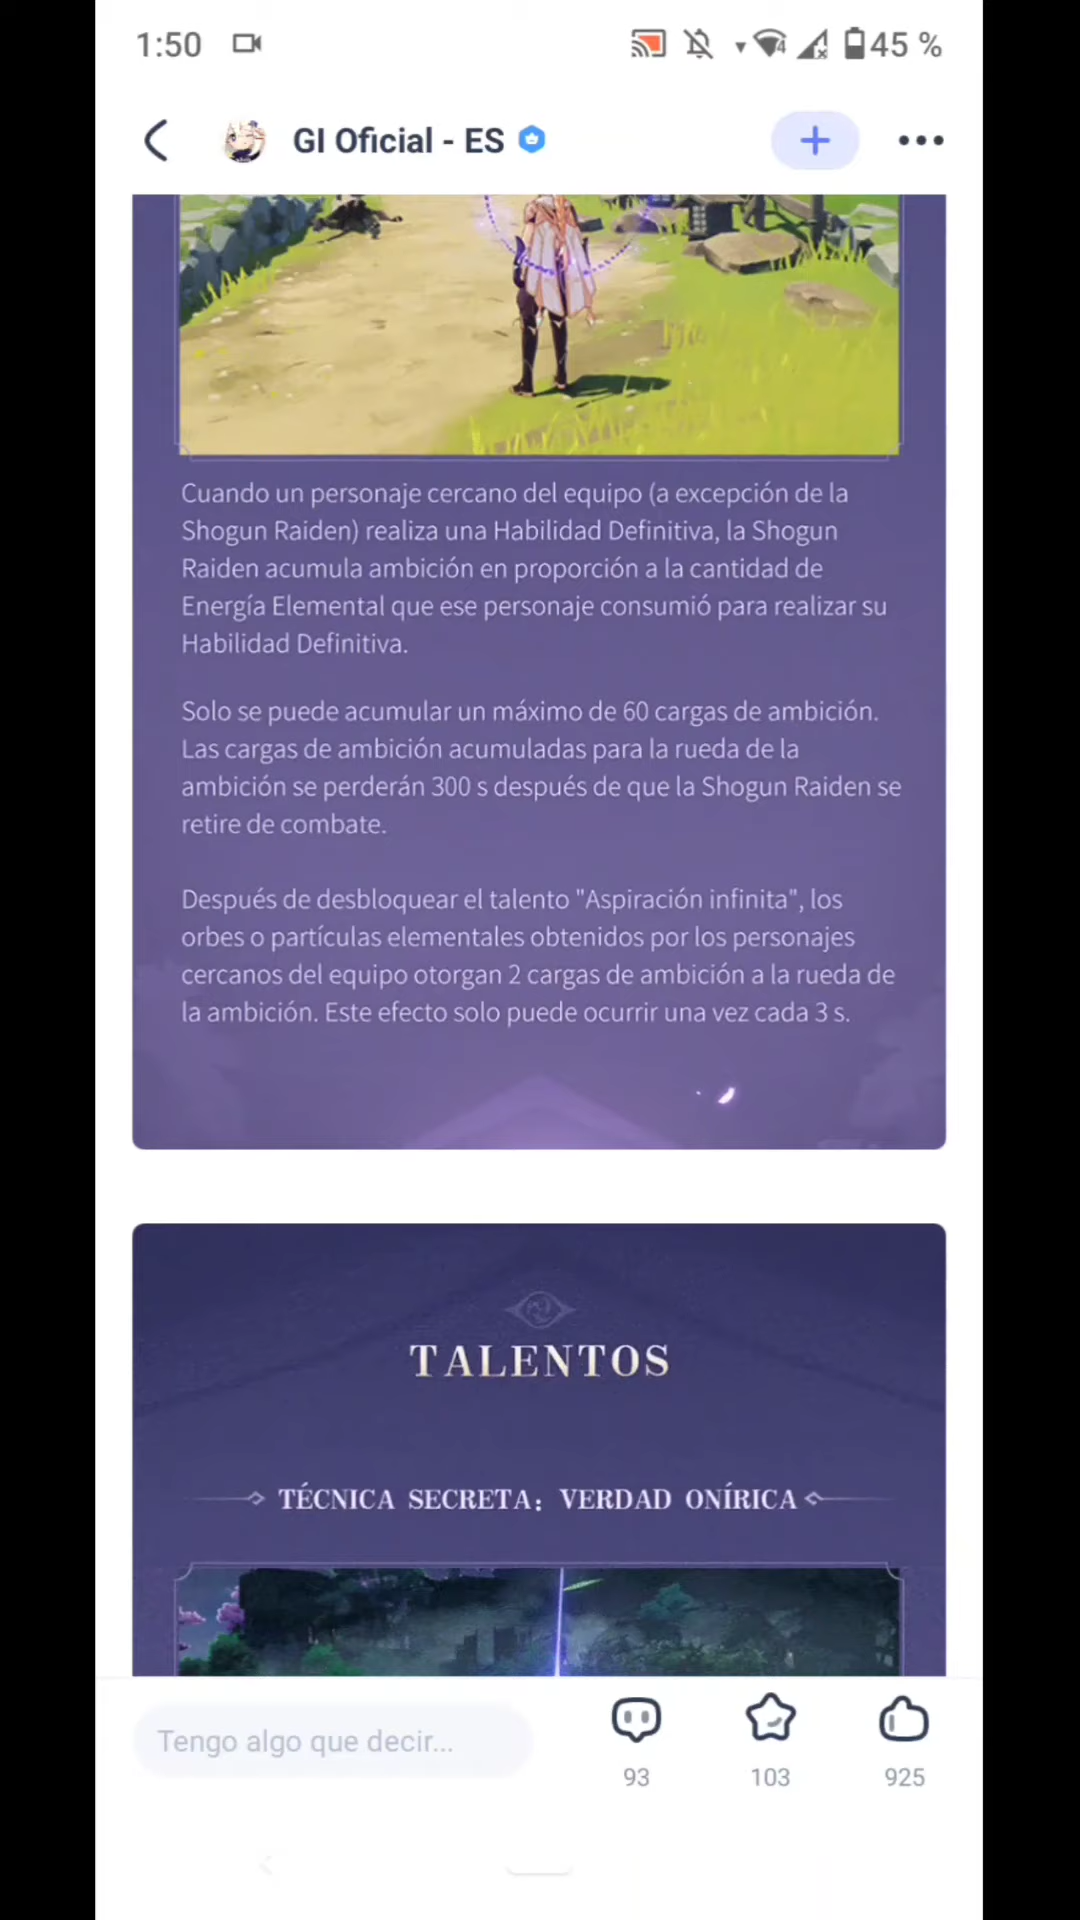 1:50
45 %
GI Oficial - ES
Cuando un personaje cercano del equipo (a excepción de la
Shogun Raiden) realiza una Habilidad Definitiva, la Shogun
Raiden acumula ambición en proporción a la cantidad de
Energía Elemental que ese personaje consumió para realizar su
Habilidad Definitiva.
Solo se puede acumular un máximo de 60 cargas de ambición.
Las cargas de ambición acumuladas para la rueda de la
ambición se perderán 300 s después de que la Shogun Raiden se
retire de combate.
Después de desbloquear el talento "Aspiración infinita", los
orbes o partículas elementales obtenidos por los personajes
cercanos del equipo otorgan 2 cargas de ambición a la rueda de
la ambición. Este efecto solo puede ocurrir una vez cada 3 s.
TALENTOS
TÉCNICA SECRETA: VERDAD ONÍRICA
Tengo algo que decir...
93
103
925